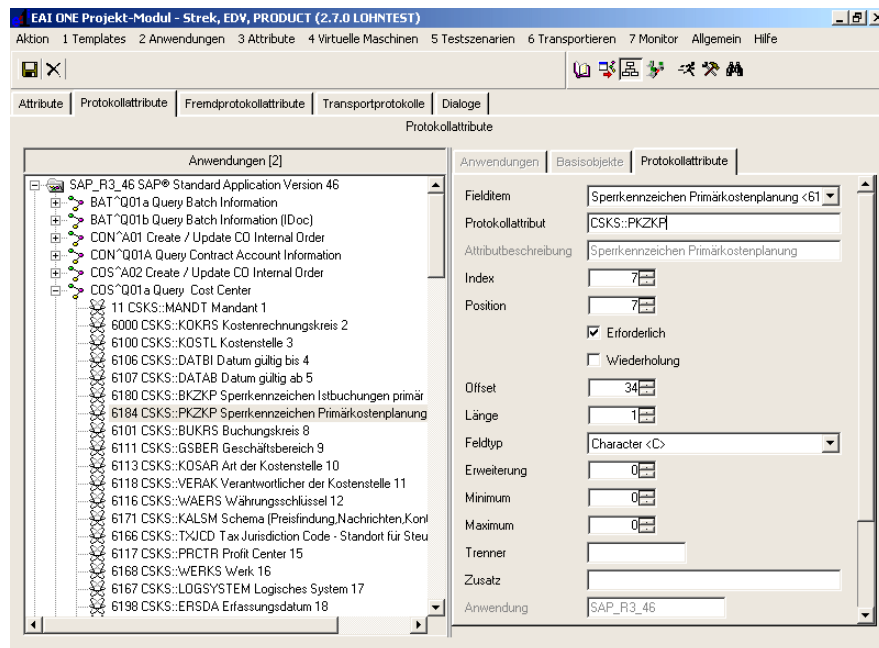 EAI ONE Projekt-Modul - Strek, EDV, PRODUCT (2.7.0 LOHNTEST)
Aktion 1 Templates 2 Anwendungen 3 Attribute 4 Virtuelle Maschinen 5 Testszenarien 6 Transportieren 7 Monitor Allgemein Hilfe
Attribute Protokollattribute Fremdprotokollattribute Transportprotokolle Dialoge
Protokollattribute
Anwendungen [2]
SAP_R3_46 SAP® Standard Application Version 46
BAT^Q01a Query Batch Information
BAT^Q01b Query Batch Information (IDoc)
CON^A01 Create / Update CO Internal Order
CON^Q01A Query Contract Account Information
COS^A02 Create / Update CO Internal Order
COS^Q01a Query Cost Center
11 CSKS::MANDT Mandant 1
6000 CSKS::KOKRS Kostenrechnungskreis 2
6100 CSKS::KOSTL Kostenstelle 3
6106 CSKS::DATBI Datum gültig bis 4
6107 CSKS::DATAB Datum gültig ab 5
6180 CSKS::BKZKP Sperrkennzeichen Istbuchungen primär
6184 CSKS::PKZKP Sperrkennzeichen Primärkostenplanung
6101 CSKS::BUKRS Buchungskreis 8
6111 CSKS::GSBER Geschäftsbereich 9
6113 CSKS::KOSAR Art der Kostenstelle 10
6118 CSKS::VERAK Verantwortlicher der Kostenstelle 11
6116 CSKS::WAERS Währungsschlüssel 12
6171 CSKS::KALSM Schema (Preisfindung,Nachrichten,Kont
6166 CSKS::TXJCD Tax Jurisdiction Code - Standort für Steu
6117 CSKS::PRCTR Profit Center 15
6168 CSKS::WERKS Werk 16
6167 CSKS::LOGSYSTEM Logisches System 17
6198 CSKS::ERSDA Erfassungsdatum 18
Anwendungen Basisobjekte Protokollattribute
Fielditem Sperrkennzeichen Primärkostenplanung <61
Protokollattribut CSKS::PKZKP
Attributbeschreibung Sperrkennzeichen Primärkostenplanung
Index 7
Position 7
Erforderlich
Wiederholung
Offset 34
Länge 1
Feldtyp Character <C>
Erweiterung 0
Minimum 0
Maximum 0
Trenner
Zusatz
Anwendung SAP_R3_46